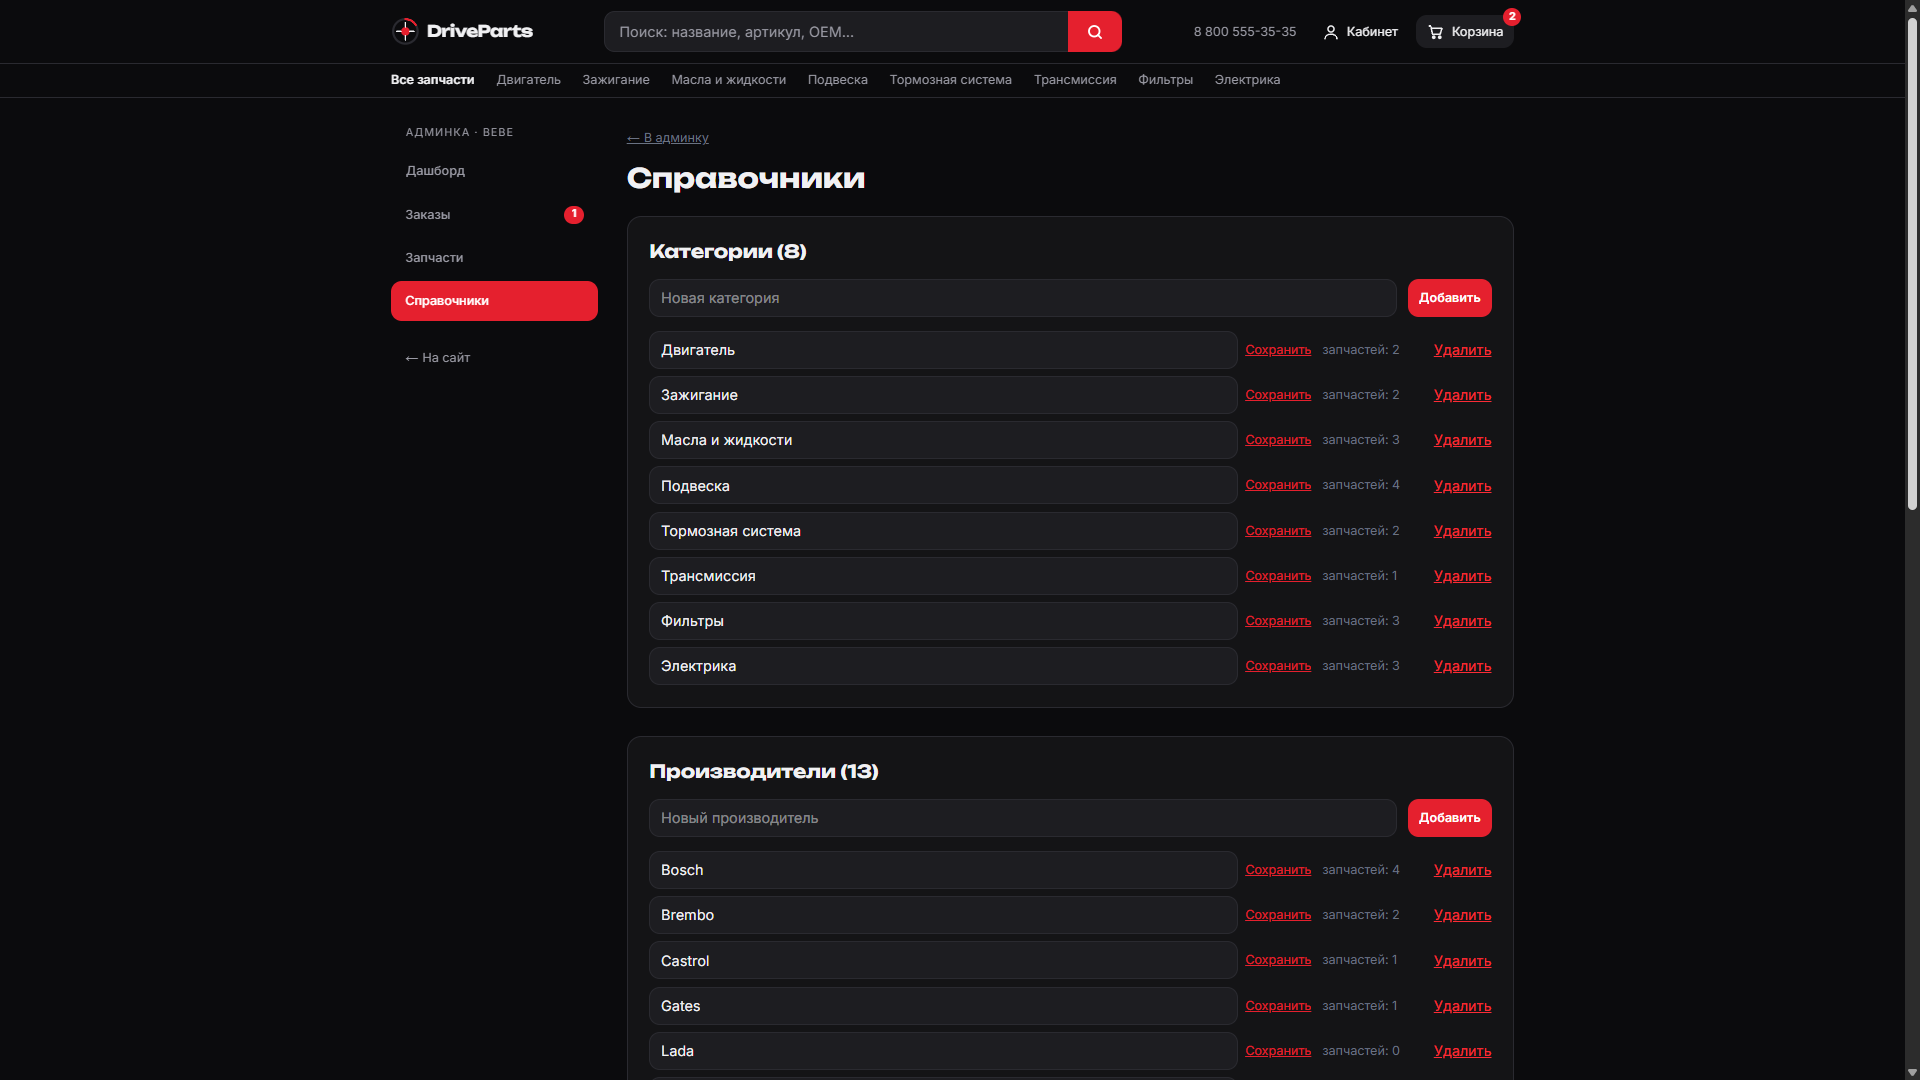 DriveParts
Поиск: название, артикул, OEM...
8 800 555-35-35
Кабинет
Корзина
2
Все запчасти Двигатель Зажигание Масла и жидкости Подвеска Тормозная система Трансмиссия Фильтры Электрика
АДМИНКА · BEBE
Дашборд
Заказы 1
Запчасти
Справочники
← На сайт
← В админку
Справочники
Категории (8)
Новая категория Добавить
Двигатель Сохранить запчастей: 2 Удалить
Зажигание Сохранить запчастей: 2 Удалить
Масла и жидкости Сохранить запчастей: 3 Удалить
Подвеска Сохранить запчастей: 4 Удалить
Тормозная система Сохранить запчастей: 2 Удалить
Трансмиссия Сохранить запчастей: 1 Удалить
Фильтры Сохранить запчастей: 3 Удалить
Электрика Сохранить запчастей: 3 Удалить
Производители (13)
Новый производитель Добавить
Bosch Сохранить запчастей: 4 Удалить
Brembo Сохранить запчастей: 2 Удалить
Castrol Сохранить запчастей: 1 Удалить
Gates Сохранить запчастей: 1 Удалить
Lada Сохранить запчастей: 0 Удалить